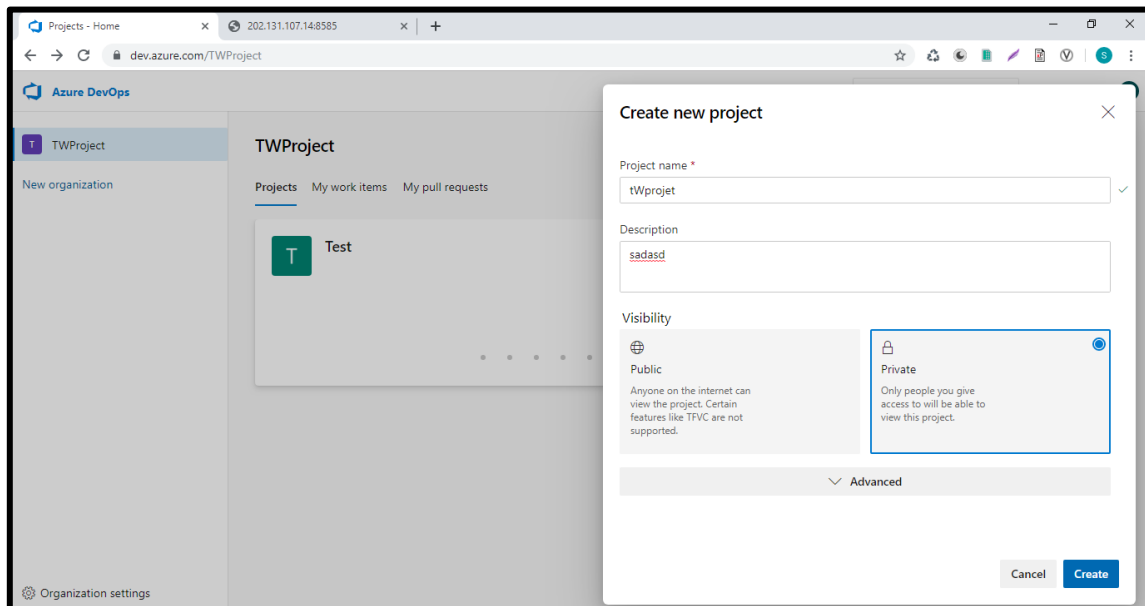 Projects - Home
202.131.107.14:8585
dev.azure.com/TWProject
S
Azure DevOps
T TWProject
New organization
TWProject
Projects My work items My pull requests
T Test
Organization settings
Create new project
Project name *
tWprojet
Description
sadasd
Visibility
Public
Anyone on the internet can
view the project. Certain
features like TFVC are not
supported.
Private
Only people you give
access to will be able to
view this project.
Advanced
Cancel Create